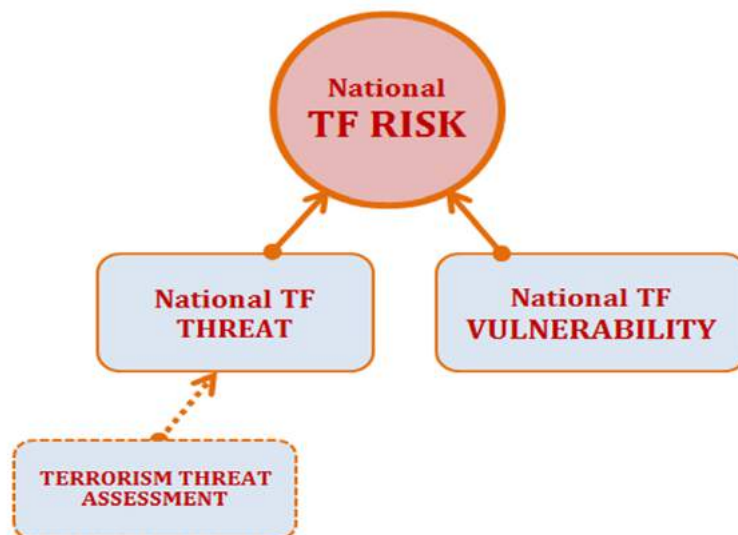 National
TF RISK
National TF
THREAT
National TF
VULNERABILITY
TERRORISM THREAT
ASSESSMENT